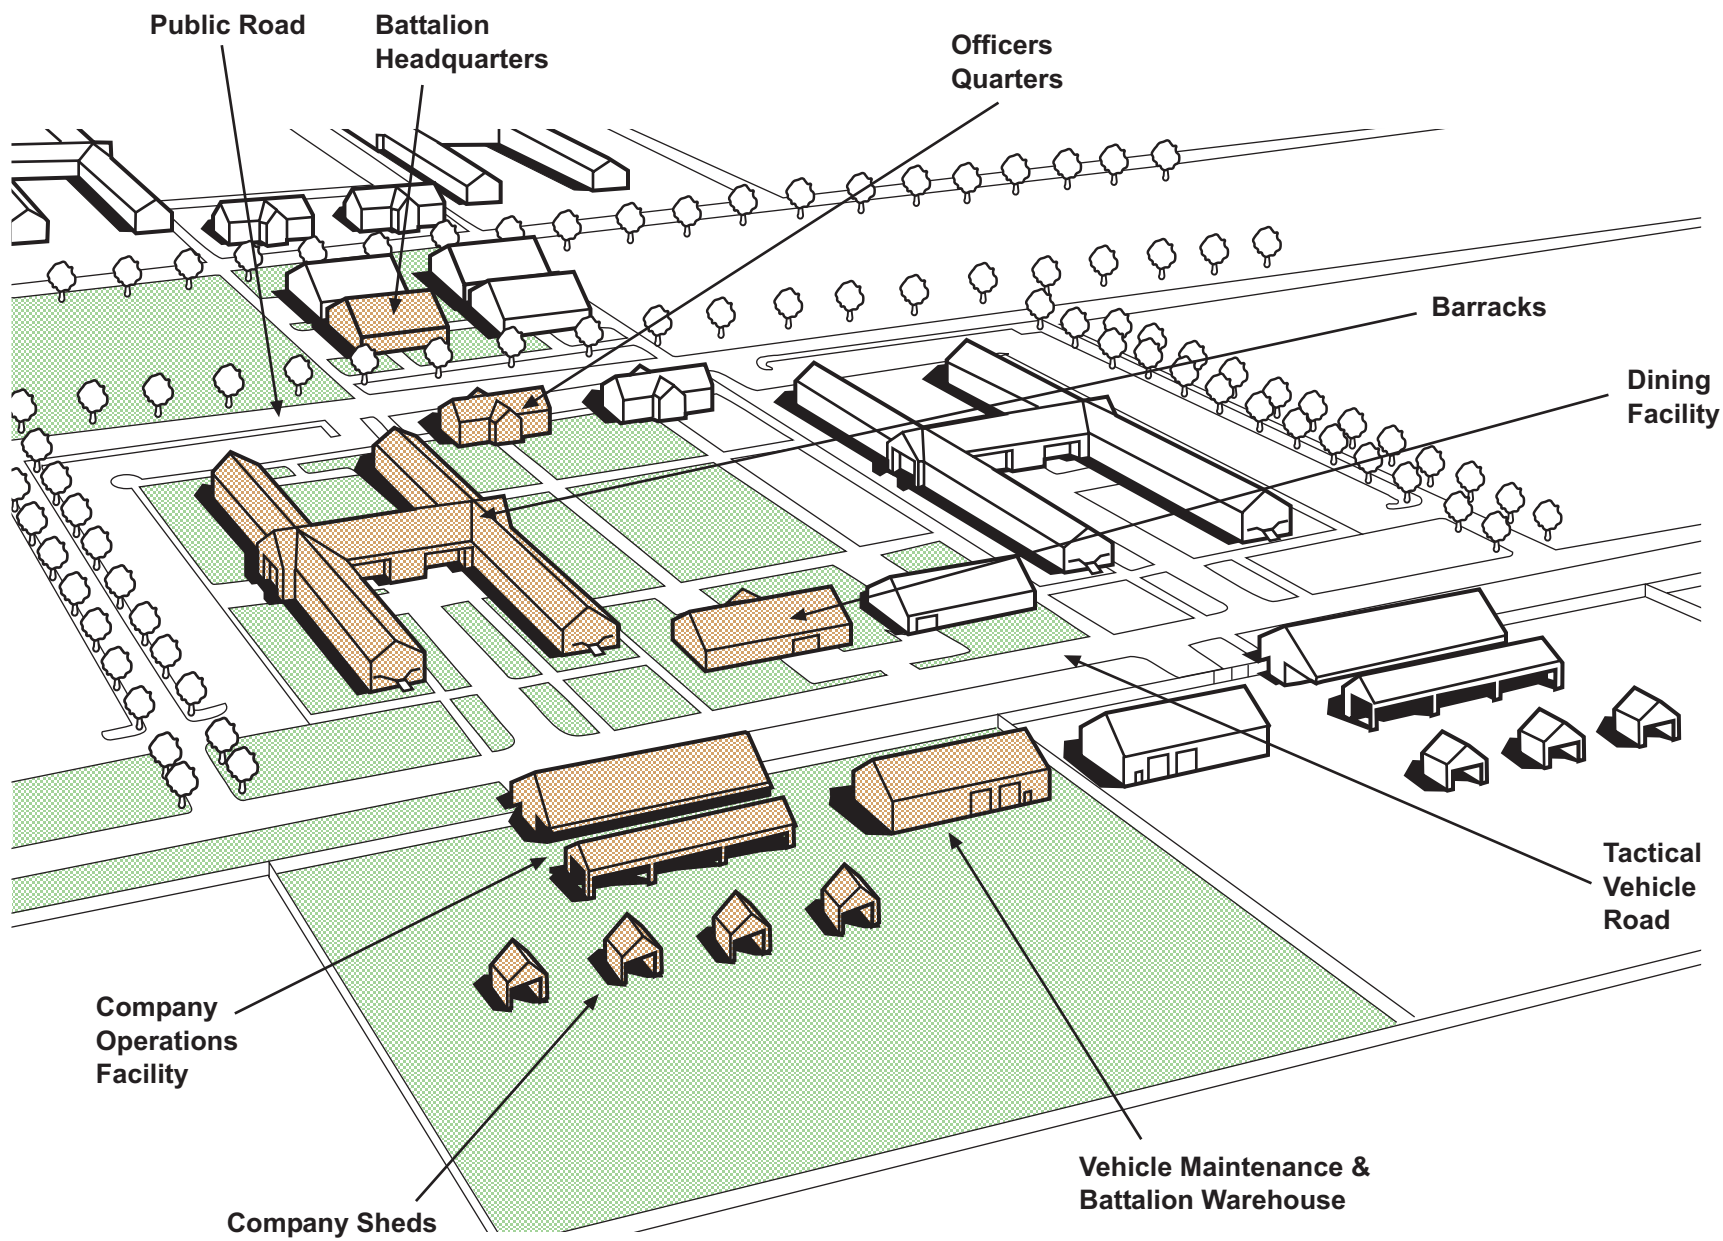 Public Road
Battalion
Headquarters
Officers
Quarters
Barracks
Dining
Facility
Tactical
Vehicle
Road
Company
Operations
Facility
Vehicle Maintenance &
Battalion Warehouse
Company Sheds